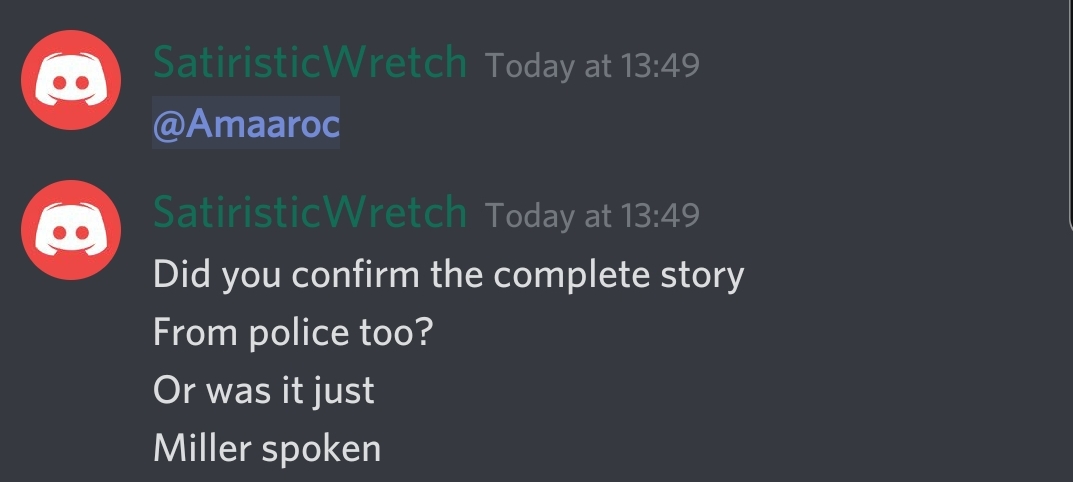 SatiristicWretch Today at 13:49
@Amaaroc
SatiristicWretch Today at 13:49
Did you confirm the complete story
From police too?
Or was it just
Miller spoken